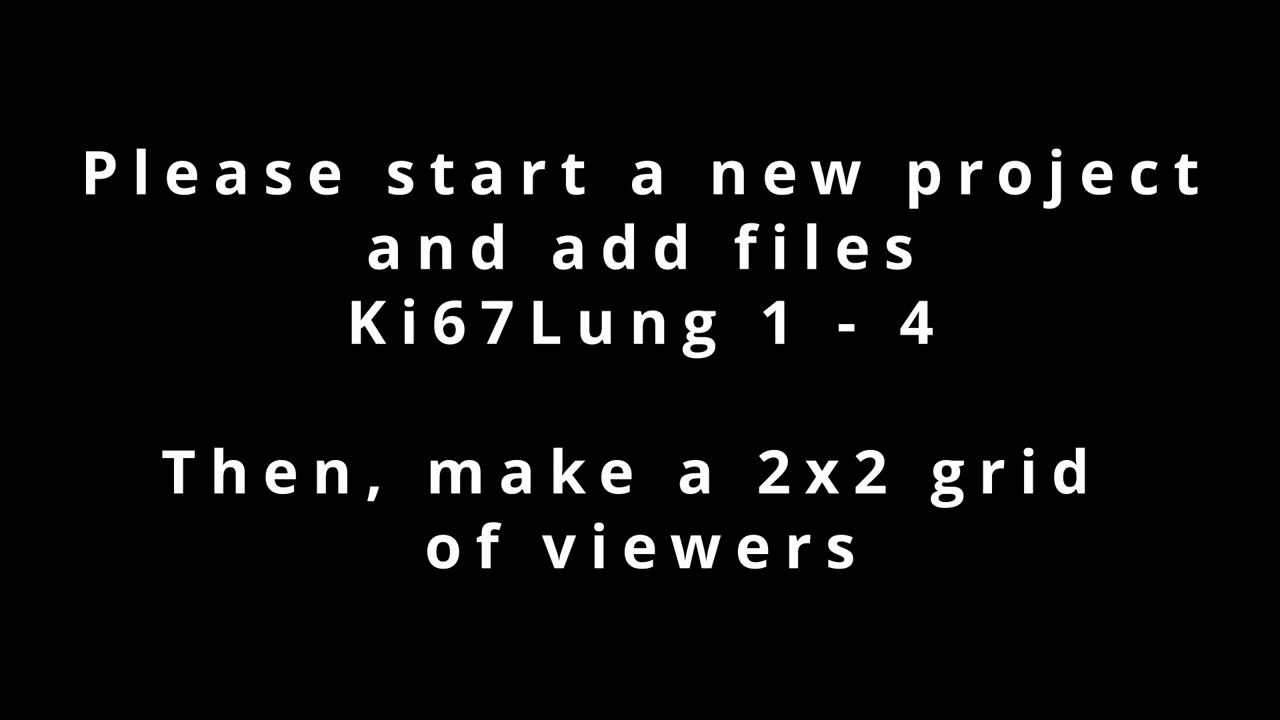 Please start a new project
and add files
Ki67Lung 1 - 4
Then, make a 2x2 grid
of viewers